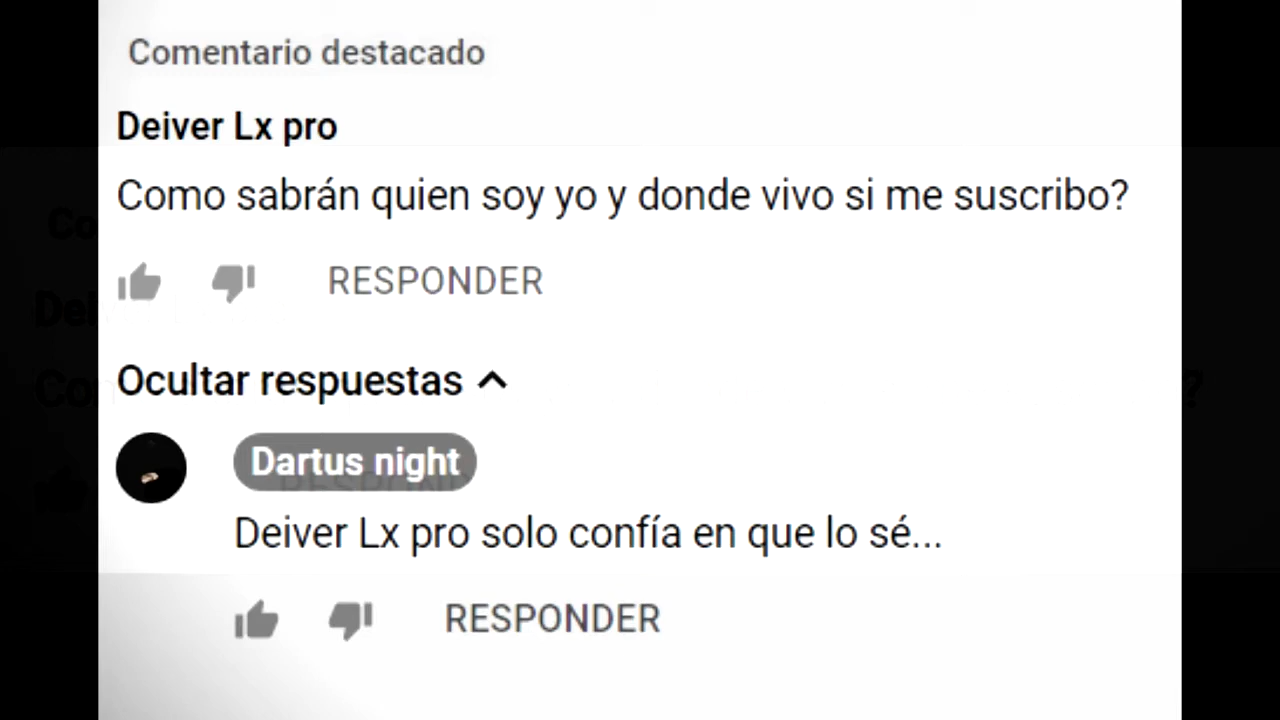 Comentario destacado
Deiver Lx pro
Como sabrán quien soy yo y donde vivo si me suscribo?
RESPONDER
Ocultar respuestas
Dartus night
Deiver Lx pro solo confía en que lo sé...
RESPONDER